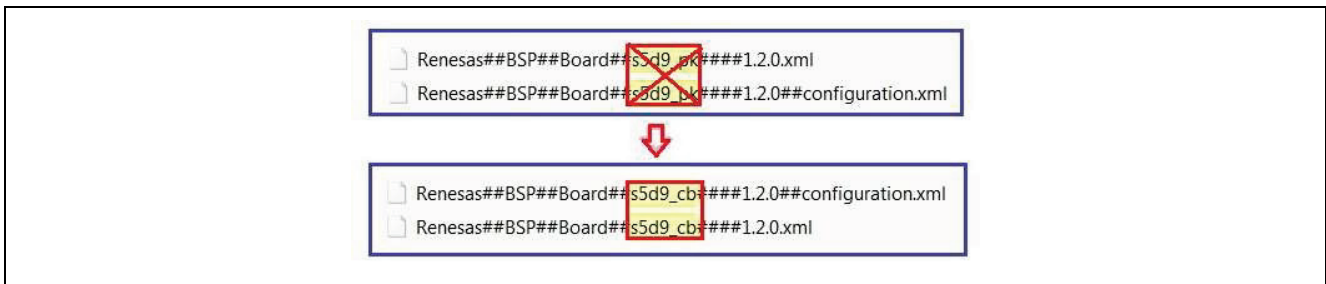 Renesas##BSP##Board##s5d9_pk####1.2.0.xml
Renesas##BSP##Board##s5d9_pk####1.2.0##configuration.xml
Renesas##BSP##Board##s5d9_cb####1.2.0##configuration.xml
Renesas##BSP##Board##s5d9_cb####1.2.0.xml